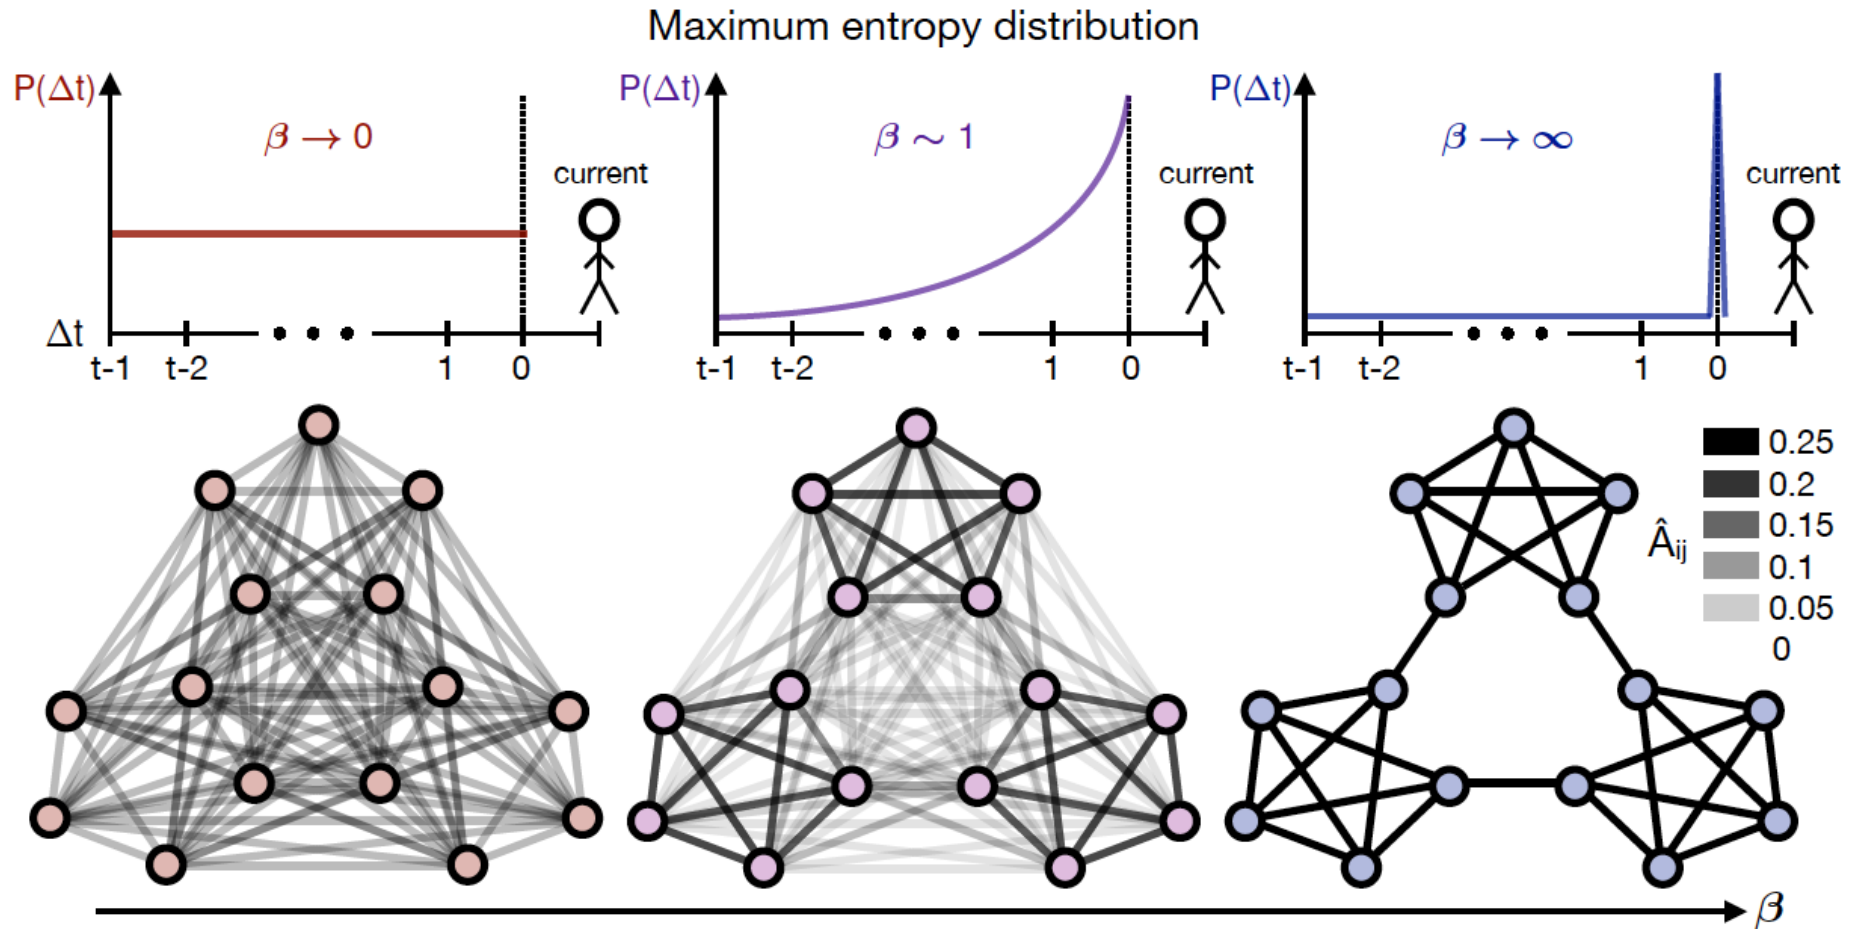 Maximum entropy distribution
P(Δt) β → 0 current
Δt t-1 t-2 1 0
P(Δt) β ∼ 1 current
t-1 t-2 1 0
P(Δt) β → ∞ current
t-1 t-2 1 0
Âij
0.25
0.2
0.15
0.1
0.05
0
β